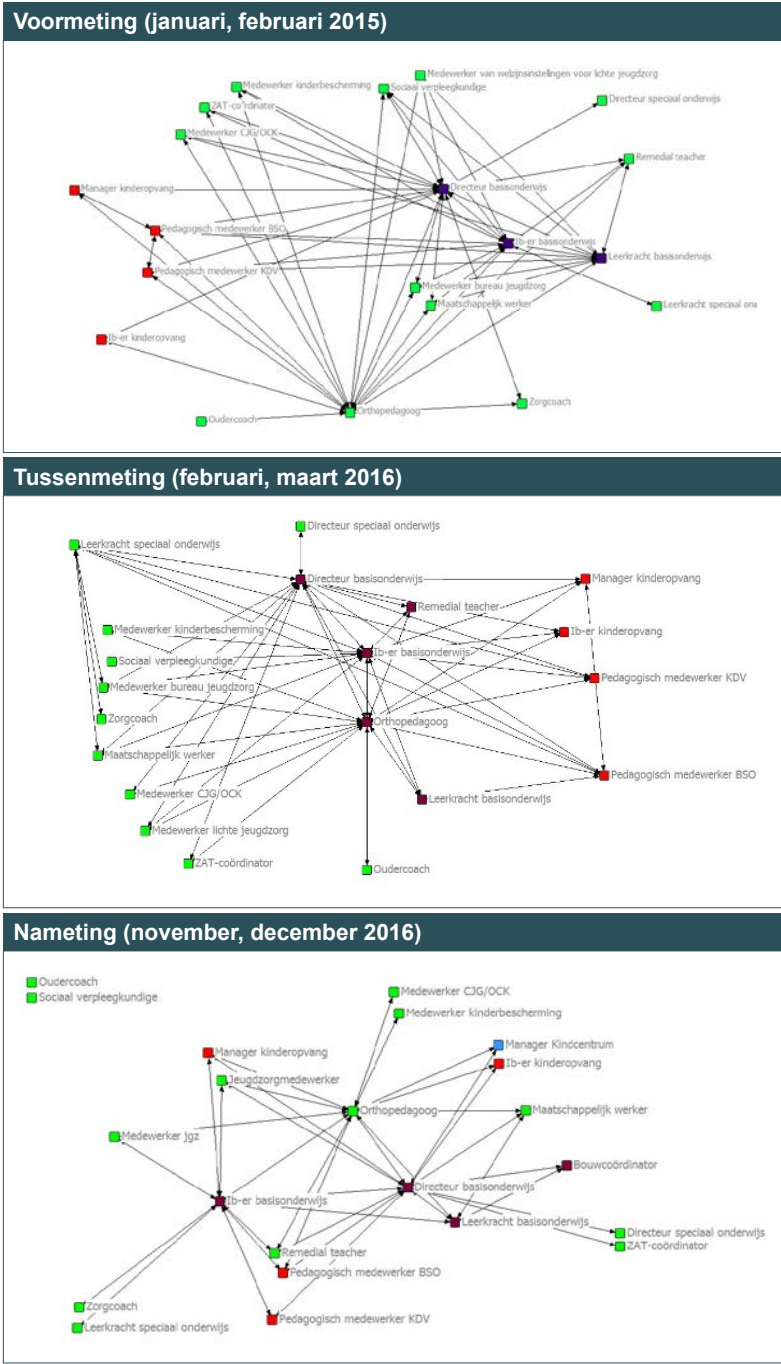 Voormeting (januari, februari 2015)
Medewerker van welzijnsinstellingen voor lichte jeugdzorg
Medewerker kinderbescherming
Sociaal verpleegkundige
Directeur speciaal onderwijs
ZAT-coördinator
Medewerker CJG/OCK
Remedial teacher
Manager kinderopvang
Directeur basisonderwijs
Pedagogisch medewerker BSO
Ib-er basisonderwijs
Leerkracht basisonderwijs
Pedagogisch medewerker KDV
Medewerker bureau jeugdzorg
Maatschappelijk werker
Leerkracht speciaal
Ib-er kinderopvang
Zorgcoach
Orthopedagoog
Oudercoach
Tussenmeting (februari, maart 2016)
Directeur speciaal onderwijs
Leerkracht speciaal onderwijs
Directeur basisonderwijs
Manager kinderopvang
Remedial teacher
Medewerker kinderbescherming
Ib-er kinderopvang
Ib-er basisonderwijs
Sociaal verpleegkundige
Pedagogisch medewerker KDV
Medewerker bureau jeugdzorg
Zorgcoach
Orthopedagoog
Maatschappelijk werker
Pedagogisch medewerker BSO
Medewerker CJG/OCK
Leerkracht basisonderwijs
Medewerker lichte jeugdzorg
ZAT-coördinator
Oudercoach
Nameting (november, december 2016)
Oudercoach
Medewerker CJG/OCK
Sociaal verpleegkundige
Medewerker kinderbescherming
Manager Kindcentrum
Manager kinderopvang
Ib-er kinderopvang
Jeugdzorgmedewerker
Orthopedagoog
Maatschappelijk werker
Medewerker jgz
Bouwcoördinator
Directeur basisonderwijs
Ib-er basisonderwijs
Leerkracht basisonderwijs
Directeur speciaal onderwijs
ZAT-coördinator
Remedial teacher
Pedagogisch medewerker BSO
Zorgcoach
Pedagogisch medewerker KDV
Leerkracht speciaal onderwijs